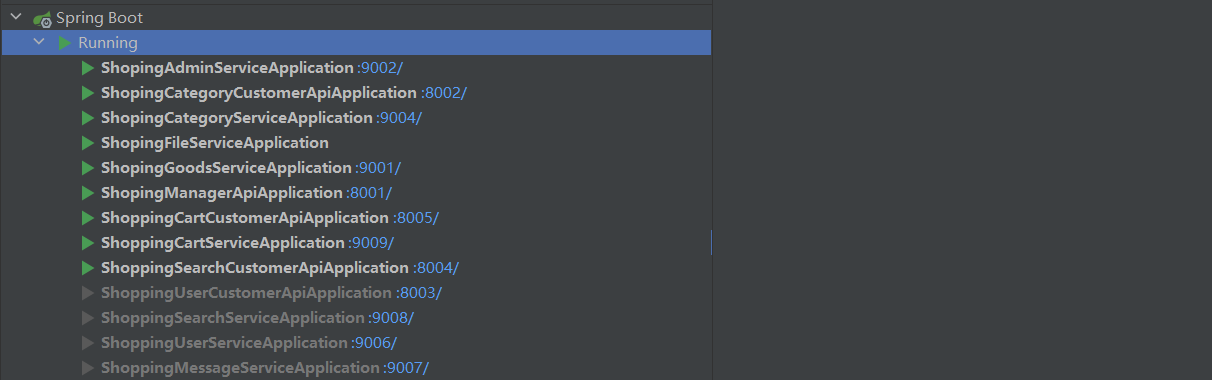 Spring Boot
Running
ShopingAdminServiceApplication :9002/
ShopingCategoryCustomerApiApplication :8002/
ShopingCategoryServiceApplication :9004/
ShopingFileServiceApplication
ShopingGoodsServiceApplication :9001/
ShopingManagerApiApplication :8001/
ShoppingCartCustomerApiApplication :8005/
ShoppingCartServiceApplication :9009/
ShoppingSearchCustomerApiApplication :8004/
ShoppingUserCustomerApiApplication :8003/
ShoppingSearchServiceApplication :9008/
ShoppingUserServiceApplication :9006/
ShoppingMessageServiceApplication :9007/